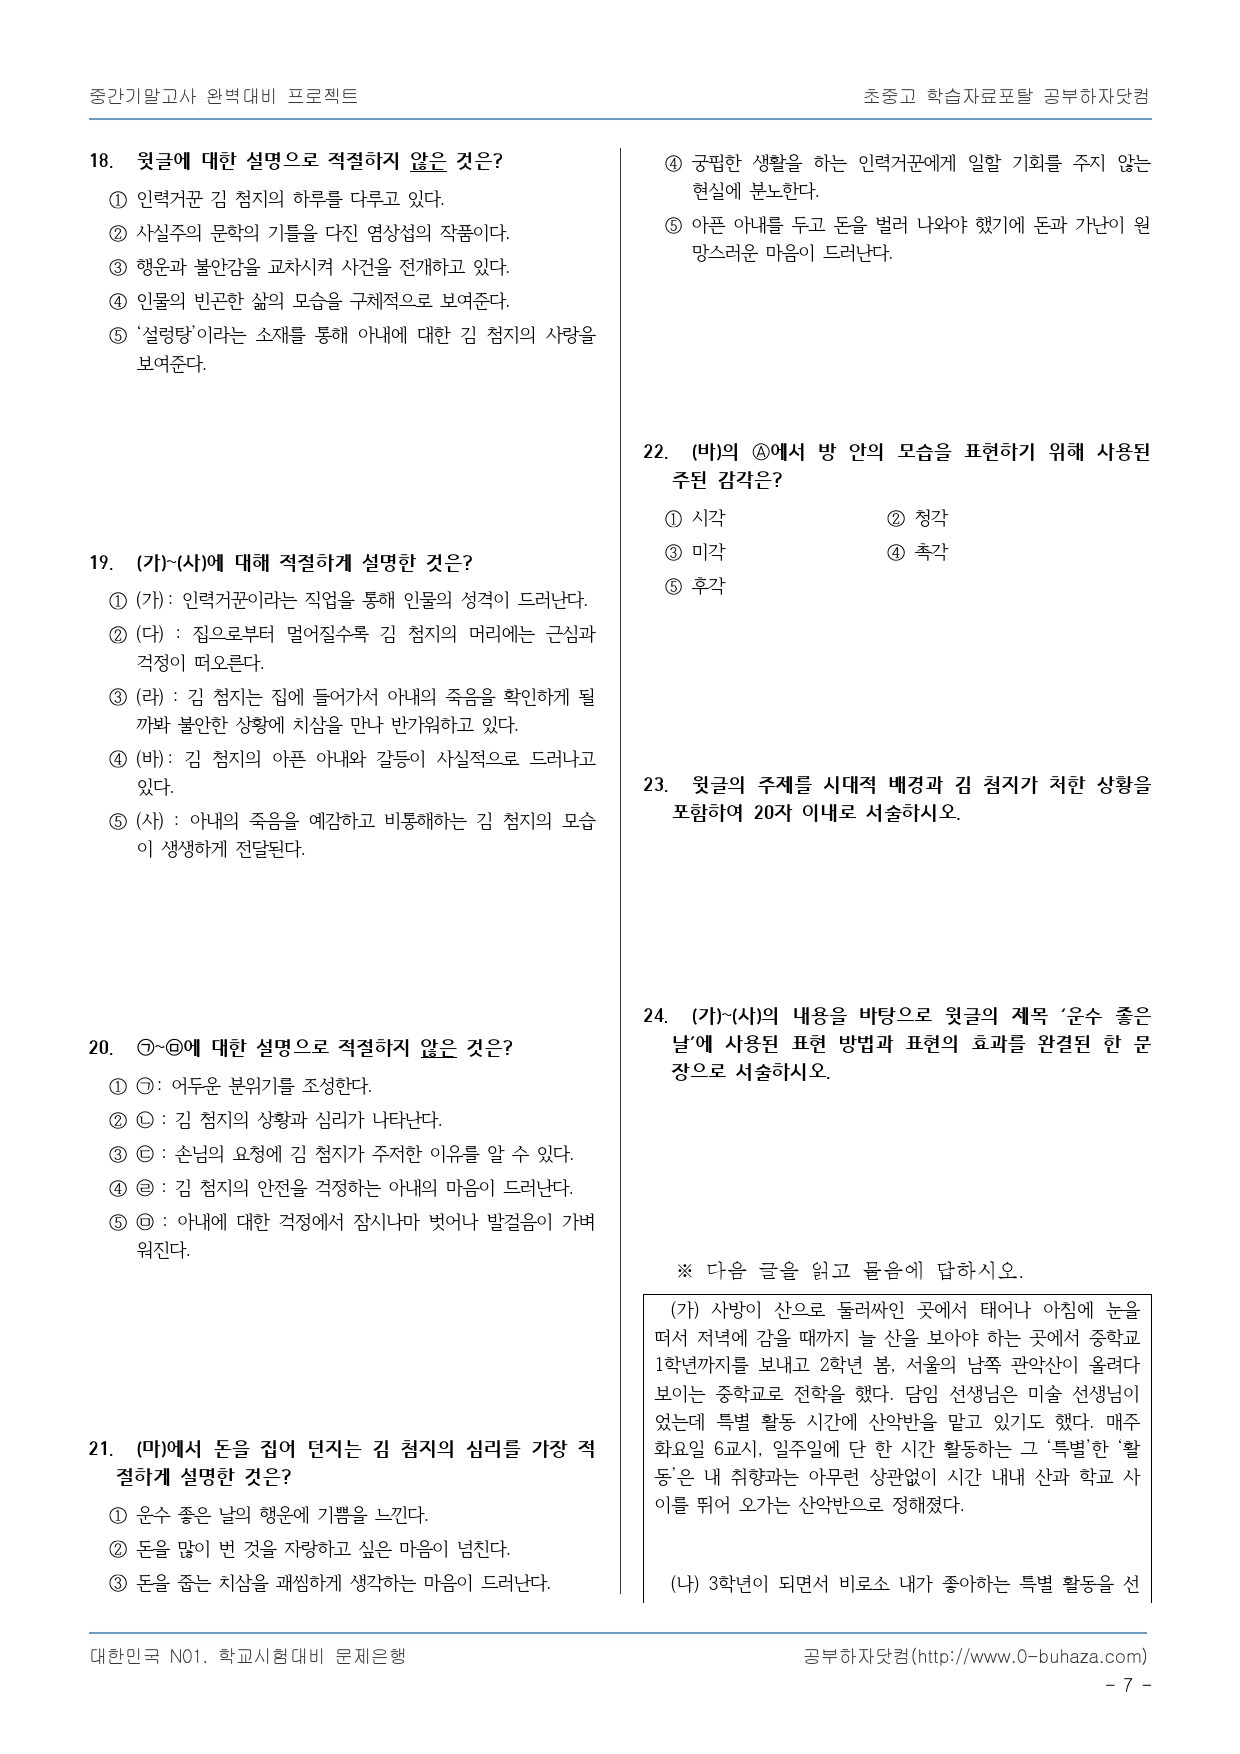 중간기말고사 완벽대비 프로젝트
초중고 학습자료포탈 공부하자닷컴
18. 윗글에 대한 설명으로 적절하지 않은 것은?
① 인력거꾼 김 첨지의 하루를 다루고 있다.
② 사실주의 문학의 기틀을 다진 염상섭의 작품이다.
③ 행운과 불안감을 교차시켜 사건을 전개하고 있다.
④ 인물의 빈곤한 삶의 모습을 구체적으로 보여준다.
⑤ ‘설렁탕’이라는 소재를 통해 아내에 대한 김 첨지의 사랑을
보여준다.
19. (가)~(사)에 대해 적절하게 설명한 것은?
① (가) : 인력거꾼이라는 직업을 통해 인물의 성격이 드러난다.
② (다) : 집으로부터 멀어질수록 김 첨지의 머리에는 근심과
걱정이 떠오른다.
③ (라) : 김 첨지는 집에 들어가서 아내의 죽음을 확인하게 될
까봐 불안한 상황에 치삼을 만나 반가워하고 있다.
④ (바) : 김 첨지의 아픈 아내와 갈등이 사실적으로 드러나고
있다.
⑤ (사) : 아내의 죽음을 예감하고 비통해하는 김 첨지의 모습
이 생생하게 전달된다.
20. ㉠~㉤에 대한 설명으로 적절하지 않은 것은?
① ㉠ : 어두운 분위기를 조성한다.
② ㉡ : 김 첨지의 상황과 심리가 나타난다.
③ ㉢ : 손님의 요청에 김 첨지가 주저한 이유를 알 수 있다.
④ ㉣ : 김 첨지의 안전을 걱정하는 아내의 마음이 드러난다.
⑤ ㉤ : 아내에 대한 걱정에서 잠시나마 벗어나 발걸음이 가벼
워진다.
21. (마)에서 돈을 집어 던지는 김 첨지의 심리를 가장 적
절하게 설명한 것은?
① 운수 좋은 날의 행운에 기쁨을 느낀다.
② 돈을 많이 번 것을 자랑하고 싶은 마음이 넘친다.
③ 돈을 줍는 치삼을 괘씸하게 생각하는 마음이 드러난다.
④ 궁핍한 생활을 하는 인력거꾼에게 일할 기회를 주지 않는
현실에 분노한다.
⑤ 아픈 아내를 두고 돈을 벌러 나와야 했기에 돈과 가난이 원
망스러운 마음이 드러난다.
22. (바)의 Ⓐ에서 방 안의 모습을 표현하기 위해 사용된
주된 감각은?
① 시각 ② 청각
③ 미각 ④ 촉각
⑤ 후각
23. 윗글의 주제를 시대적 배경과 김 첨지가 처한 상황을
포함하여 20자 이내로 서술하시오.
24. (가)~(사)의 내용을 바탕으로 윗글의 제목 ‘운수 좋은
날’에 사용된 표현 방법과 표현의 효과를 완결된 한 문
장으로 서술하시오.
※ 다음 글을 읽고 물음에 답하시오.
(가) 사방이 산으로 둘러싸인 곳에서 태어나 아침에 눈을
떠서 저녁에 감을 때까지 늘 산을 보아야 하는 곳에서 중학교
1학년까지를 보내고 2학년 봄, 서울의 남쪽 관악산이 올려다
보이는 중학교로 전학을 했다. 담임 선생님은 미술 선생님이
었는데 특별 활동 시간에 산악반을 맡고 있기도 했다. 매주
화요일 6교시, 일주일에 단 한 시간 활동하는 그 ‘특별’한 ‘활
동’은 내 취향과는 아무런 상관없이 시간 내내 산과 학교 사
이를 뛰어 오가는 산악반으로 정해졌다.
(나) 3학년이 되면서 비로소 내가 좋아하는 특별 활동을 선
대한민국 N01. 학교시험대비 문제은행
공부하자닷컴(http://www.0-buhaza.com)
- 7 -